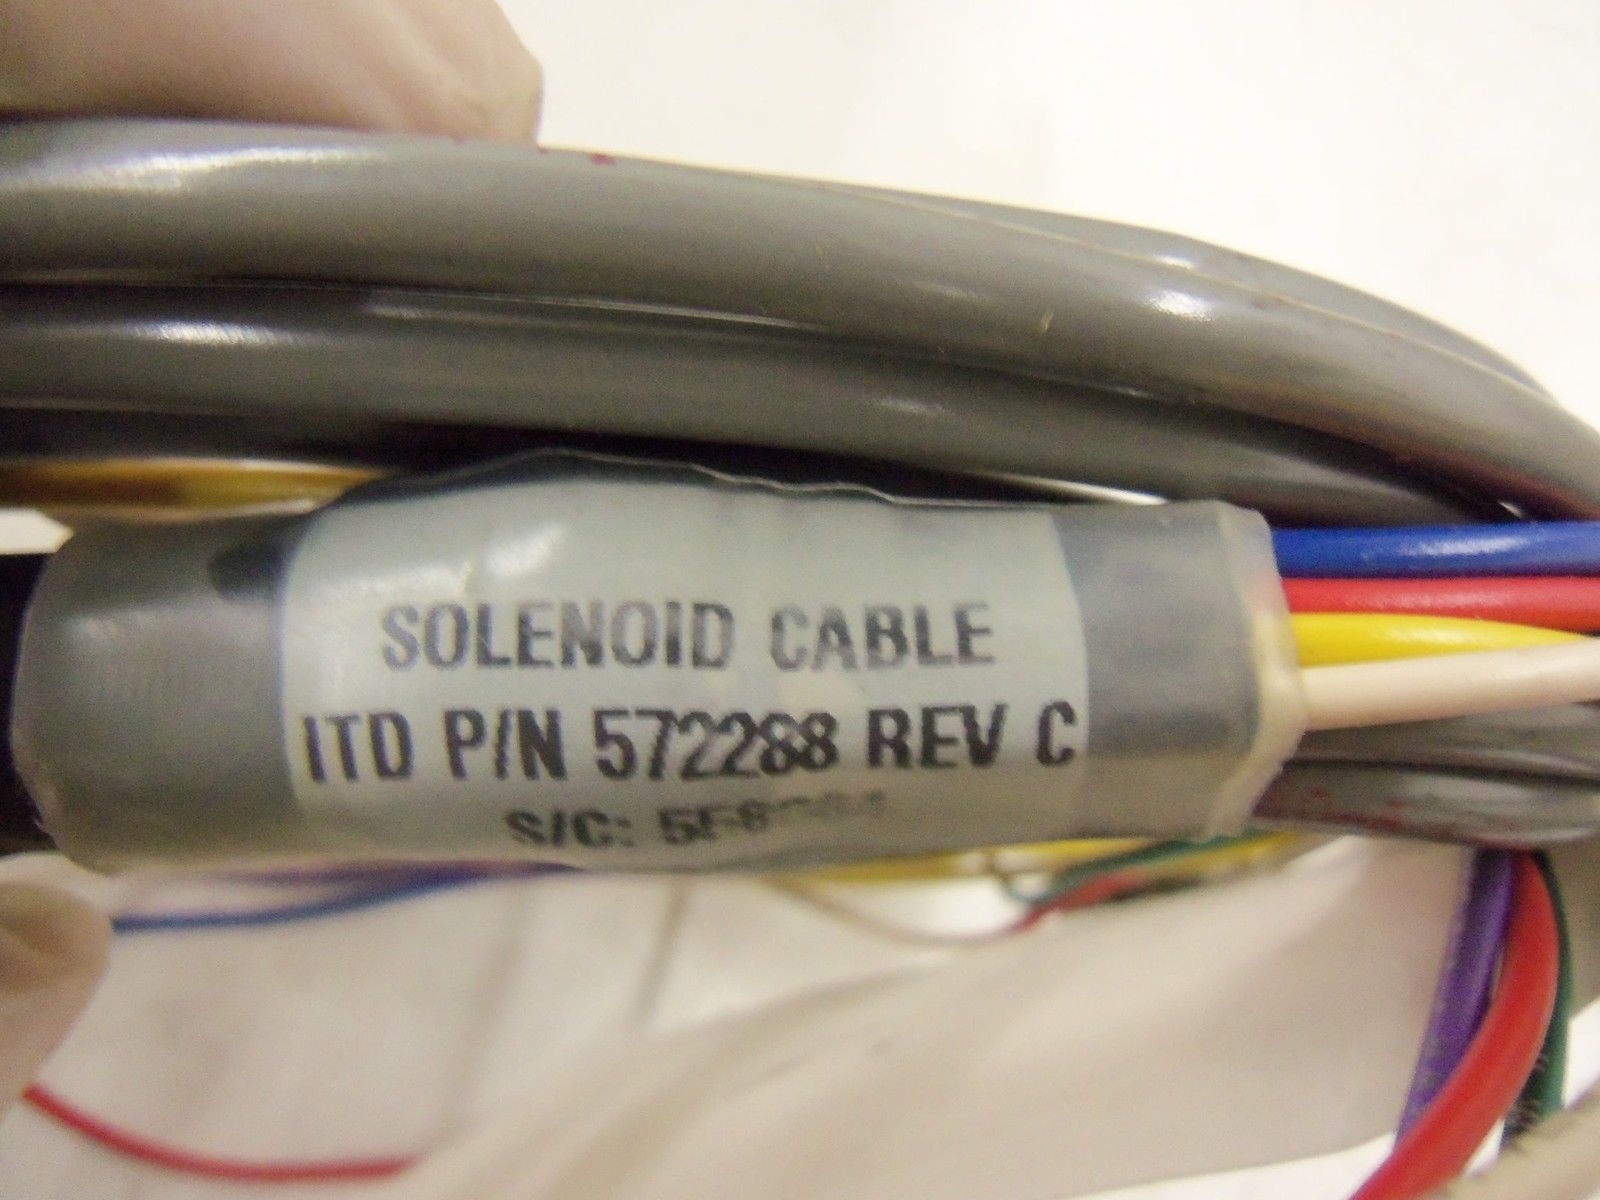 SOLENOID CABLE
ITD P/N 572288 REV C
S/C: